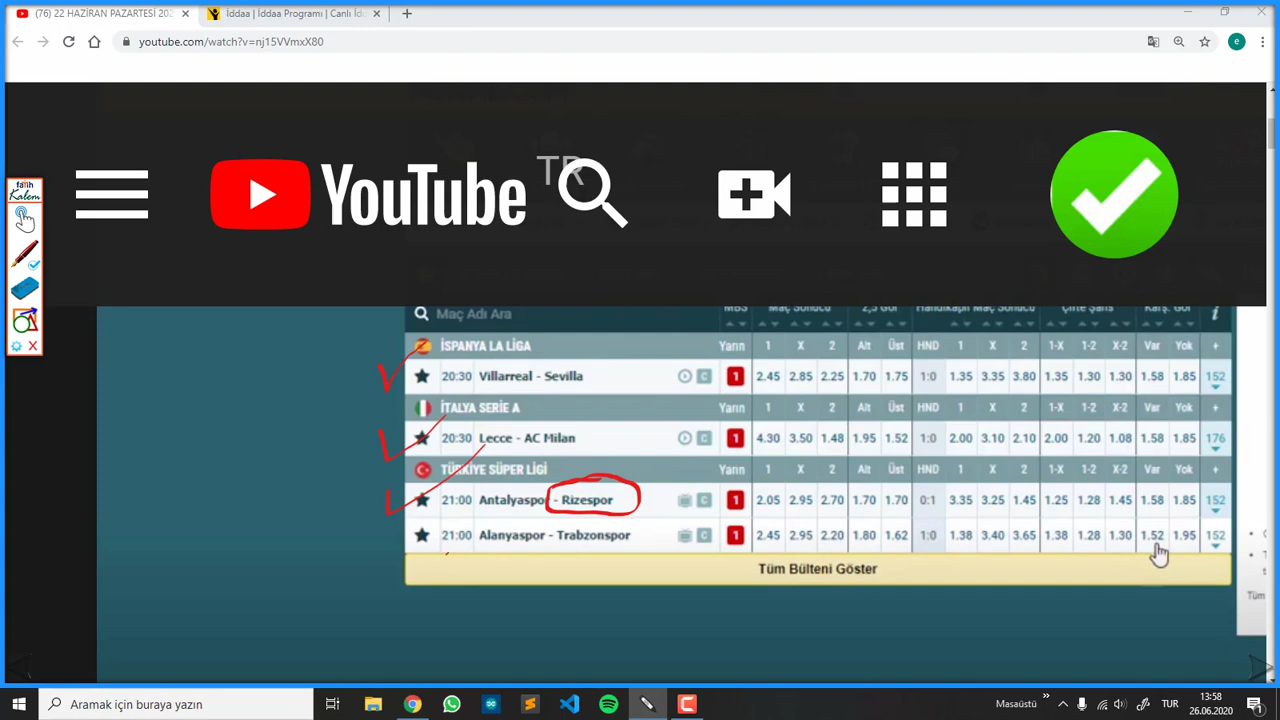 (76) 22 HAZİRAN PAZARTESİ 202
İddaa | İddaa Programı | Canlı İdd
youtube.com/watch?v=nj15VVmxX80
e
YouTube TR
fatih
Kalem
Maç Adı Ara MBS Maç Sonucu 2,5 Gol Handikaplı Maç Sonucu Çifte Şans Karş. Gol i
İSPANYA LA LİGA Yarın 1 X 2 Alt Üst HND 1 X 2 1-X 1-2 X-2 Var Yok +
20:30 Villarreal - Sevilla C 1 2.45 2.85 2.25 1.70 1.75 1:0 1.35 3.35 3.80 1.35 1.30 1.30 1.58 1.85 152
İTALYA SERİE A Yarın 1 X 2 Alt Üst HND 1 X 2 1-X 1-2 X-2 Var Yok +
20:30 Lecce - AC Milan C 1 4.30 3.50 1.48 1.95 1.52 1:0 2.00 3.10 2.10 2.00 1.20 1.08 1.58 1.85 176
TÜRKİYE SÜPER LİGİ Yarın 1 X 2 Alt Üst HND 1 X 2 1-X 1-2 X-2 Var Yok +
21:00 Antalyaspor - Rizespor C 1 2.05 2.95 2.70 1.70 1.70 0:1 3.35 3.25 1.45 1.25 1.28 1.45 1.58 1.85 152
21:00 Alanyaspor - Trabzonspor C 1 2.45 2.95 2.20 1.80 1.62 1:0 1.38 3.40 3.65 1.38 1.28 1.30 1.52 1.95 152
Tüm Bülteni Göster
Tüm
Aramak için buraya yazın
Masaüstü
TUR
13:58
26.06.2020
1